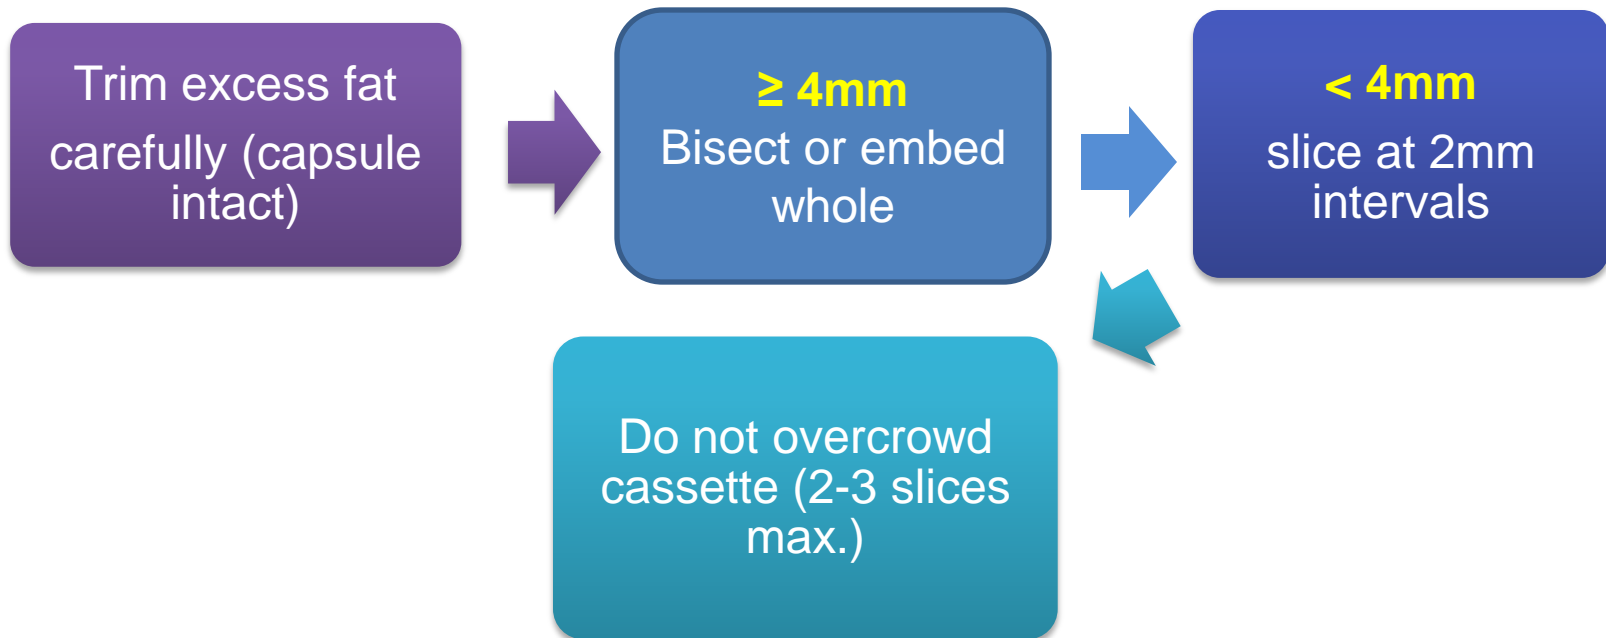 Trim excess fat
carefully (capsule
intact)
≥ 4mm
Bisect or embed
whole
< 4mm
slice at 2mm
intervals
Do not overcrowd
cassette (2-3 slices
max.)